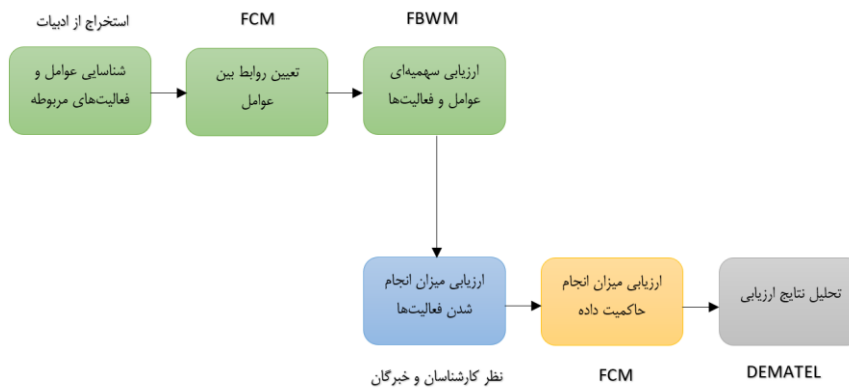 استخراج از ادبیات
FCM
FBWM
شناسایی عوامل و
فعالیت‌های مربوطه
تعیین روابط بین
عوامل
ارزیابی سهمیه‌ای
عوامل و فعالیت‌ها
ارزیابی میزان انجام
شدن فعالیت‌ها
ارزیابی میزان انجام
حاکمیت داده
تحلیل نتایج ارزیابی
نظر کارشناسان و خبرگان
FCM
DEMATEL